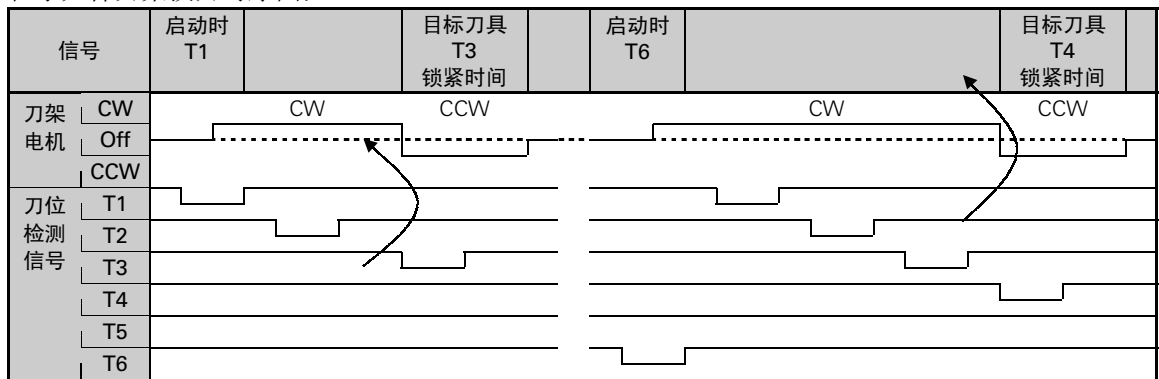 信号
启动时
T1
目标刀具
T3
锁紧时间
启动时
T6
目标刀具
T4
锁紧时间
刀架
电机
CW
Off
CCW
CW
CCW
CW
CCW
刀位
检测
信号
T1
T2
T3
T4
T5
T6